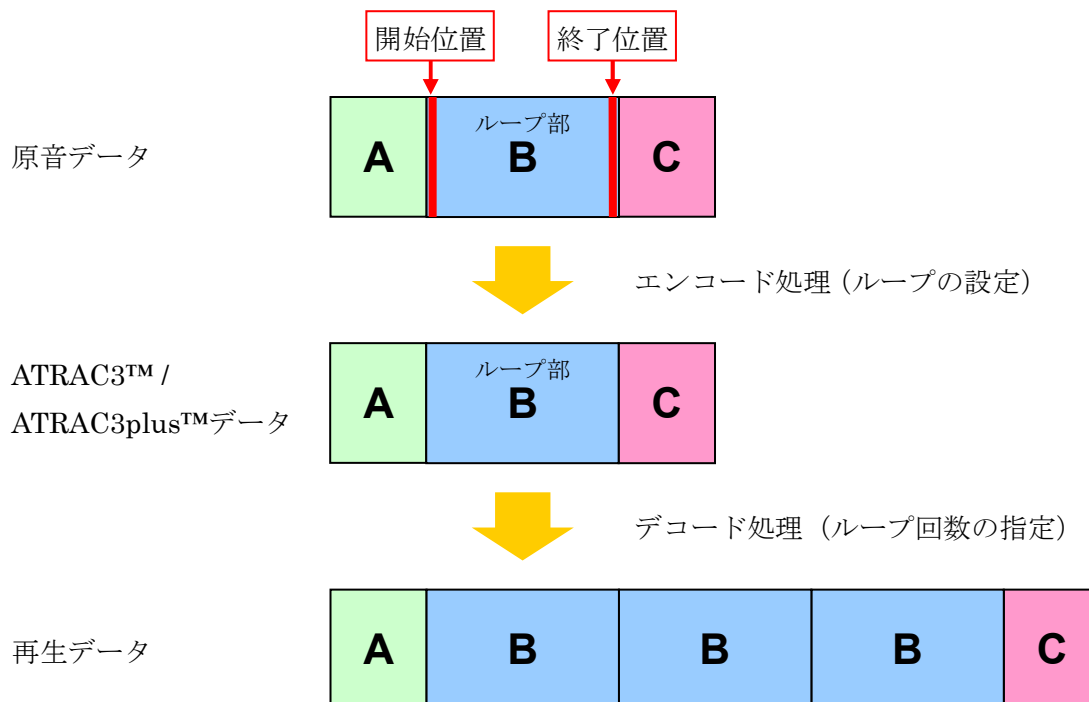 開始位置
終了位置
原音データ
A
ループ部
B
C
エンコード処理（ループの設定）
ATRAC3™ /
ATRAC3plus™データ
A
ループ部
B
C
デコード処理（ループ回数の指定）
再生データ
A
B
B
B
C